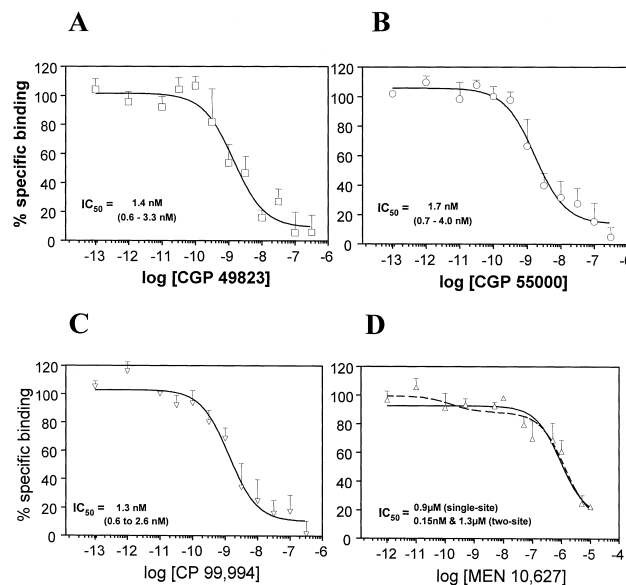 A
120
100
80
60
40
20
0
% specific binding
IC50 = 1.4 nM
(0.6 - 3.3 nM)
-13 -12 -11 -10 -9 -8 -7 -6
log [CGP 49823]
B
120
100
80
60
40
20
0
IC50 = 1.7 nM
(0.7 - 4.0 nM)
-13 -12 -11 -10 -9 -8 -7 -6
log [CGP 55000]
C
120
100
80
60
40
20
0
% specific binding
IC50 = 1.3 nM
(0.6 to 2.6 nM)
-13 -12 -11 -10 -9 -8 -7 -6
log [CP 99,994]
D
120
100
80
60
40
20
0
IC50 = 0.9µM (single-site)
0.15nM & 1.3µM (two-site)
-12 -11 -10 -9 -8 -7 -6 -5 -4
log [MEN 10,627]